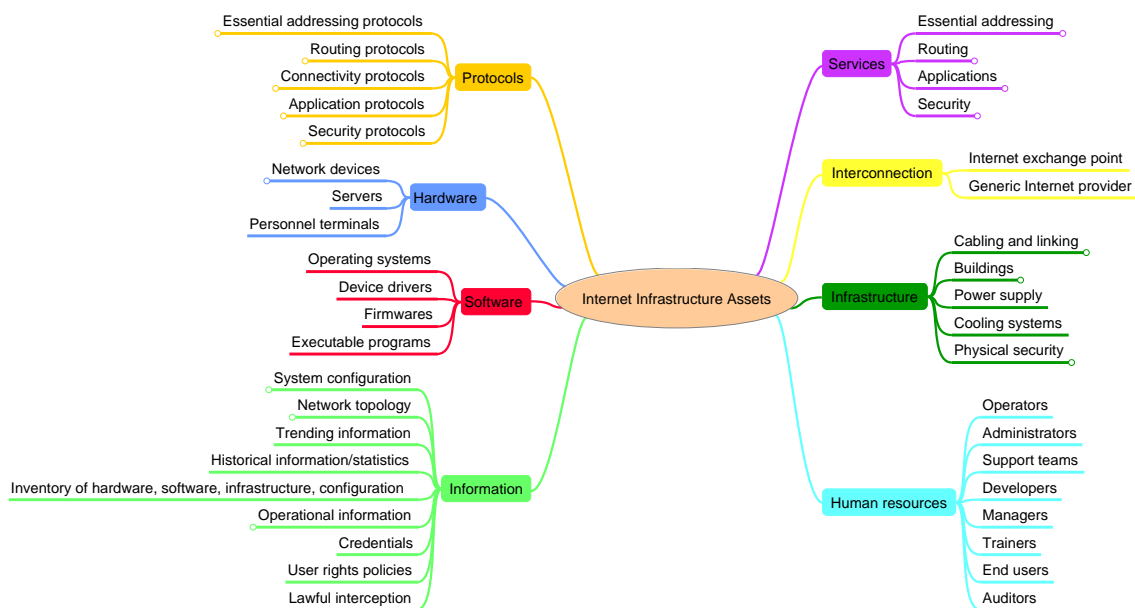 Internet Infrastructure Assets
Protocols
Essential addressing protocols
Routing protocols
Connectivity protocols
Application protocols
Security protocols
Hardware
Network devices
Servers
Personnel terminals
Software
Operating systems
Device drivers
Firmwares
Executable programs
Information
System configuration
Network topology
Trending information
Historical information/statistics
Inventory of hardware, software, infrastructure, configuration
Operational information
Credentials
User rights policies
Lawful interception
Services
Essential addressing
Routing
Applications
Security
Interconnection
Internet exchange point
Generic Internet provider
Infrastructure
Cabling and linking
Buildings
Power supply
Cooling systems
Physical security
Human resources
Operators
Administrators
Support teams
Developers
Managers
Trainers
End users
Auditors